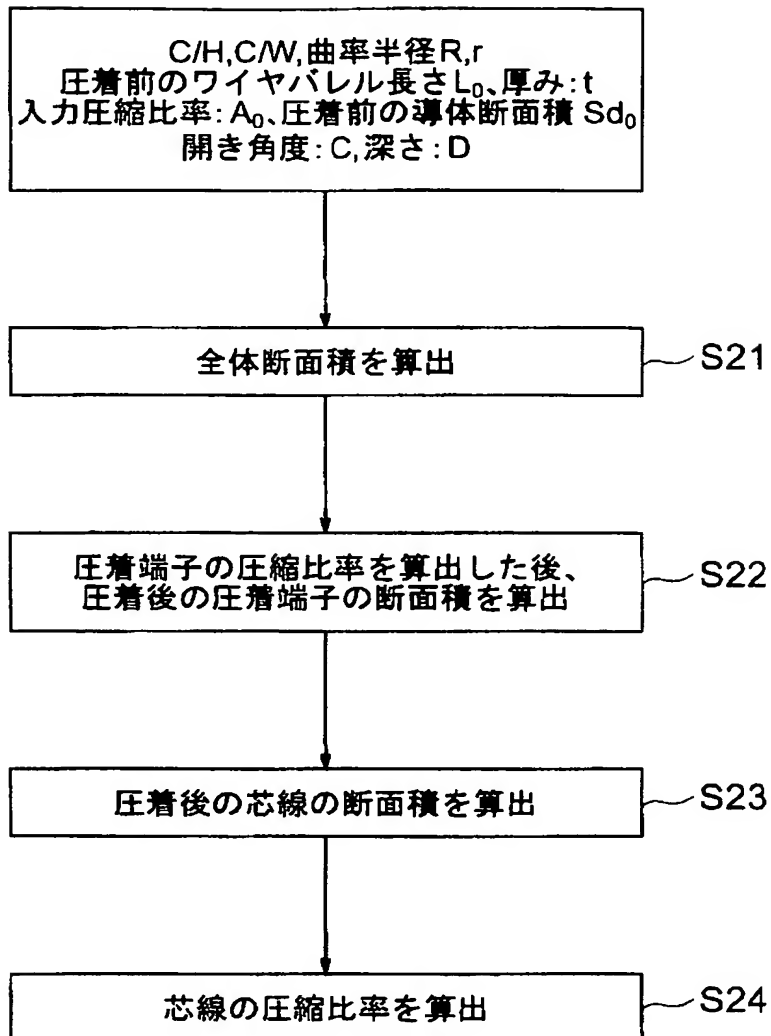 C/H,C/W,曲率半径R,r
圧着前のワイヤバレル長さL₀、厚み:t
入力圧縮比率:A₀、圧着前の導体断面積Sd₀
開き角度:C,深さ:D
全体断面積を算出
S21
圧着端子の圧縮比率を算出した後、
圧着後の圧着端子の断面積を算出
S22
圧着後の芯線の断面積を算出
S23
芯線の圧縮比率を算出
S24